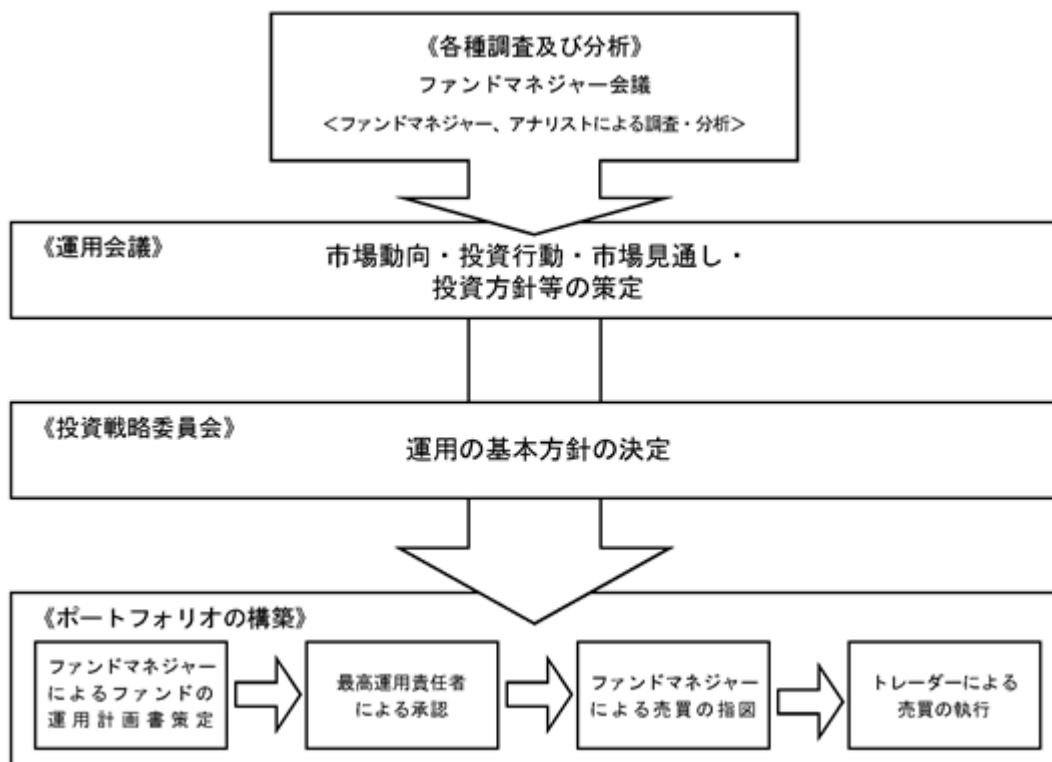 《各種調査及び分析》
ファンドマネジャー会議
＜ファンドマネジャー、アナリストによる調査・分析＞
《運用会議》
市場動向・投資行動・市場見通し・
投資方針等の策定
《投資戦略委員会》
運用の基本方針の決定
《ポートフォリオの構築》
ファンドマネジャー
によるファンドの
運用計画書策定
最高運用責任者
による承認
ファンドマネジャー
による売買の指図
トレーダーによる
売買の執行